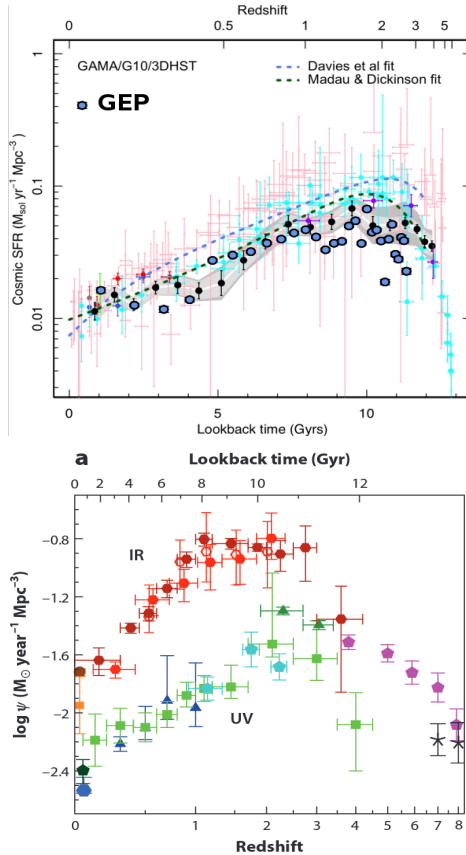 Redshift
0 0.5 1 2 3 4 5
GAMA/G10/3DHST
Davies et al fit
Madau & Dickinson fit
GEP
Cosmic SFR (M_sol yr⁻¹ Mpc⁻³)
1
0.1
0.01
0 5 10
Lookback time (Gyrs)
a
Lookback time (Gyr)
0 2 4 6 8 10 12
IR
UV
log ψ (M☉ year⁻¹ Mpc⁻³)
−0.8
−1.2
−1.6
−2
−2.4
0 1 2 3 4 5 6 7 8
Redshift